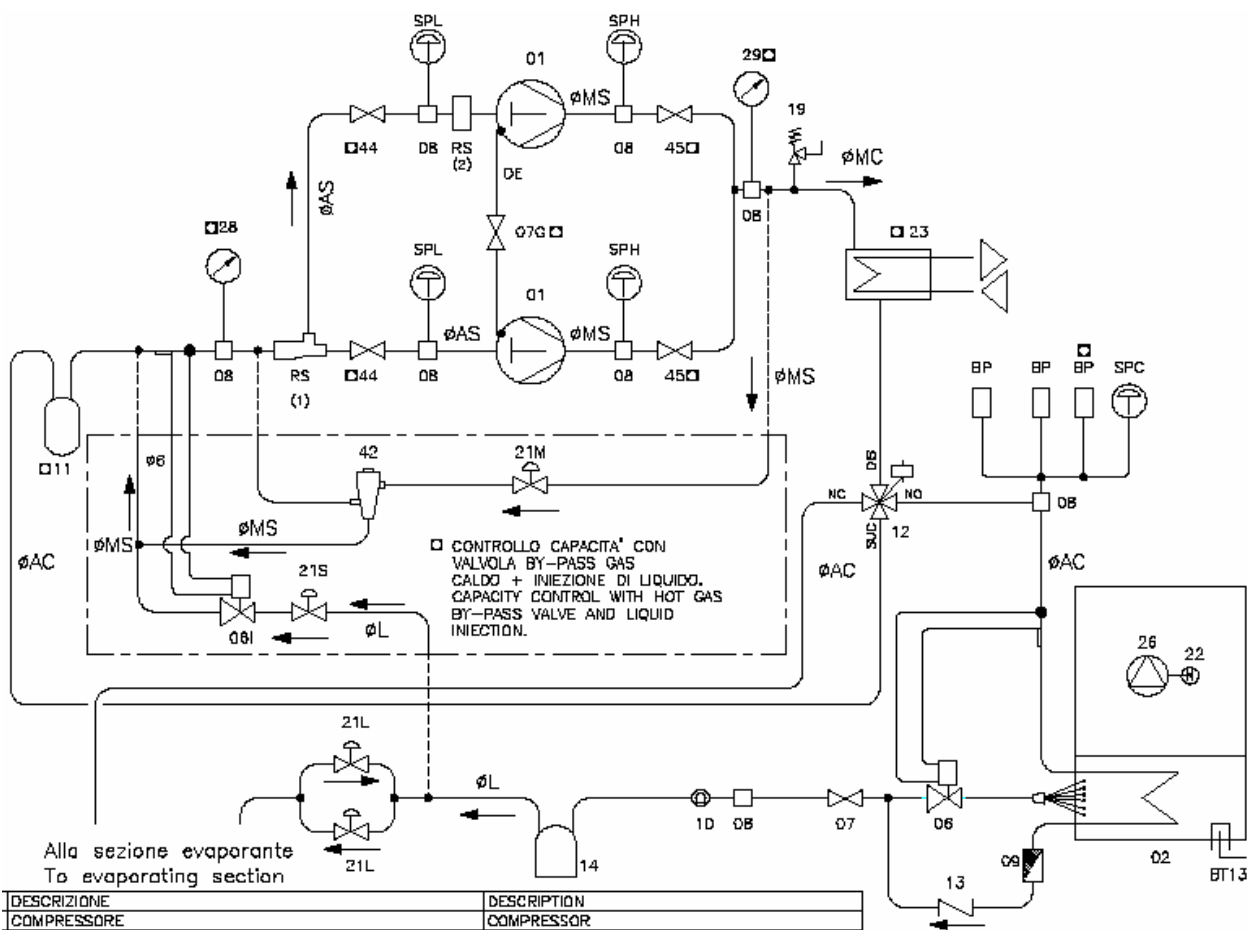 SPL SPH
01 29
ØMS 19
44 08 RS 08 45 ØMC
(2)
ØAS OE 08
28 07G 23
SPL SPH
01
ØAS ØMS
08 RS 44 08 08 45 ØMS BP BP BP SPC
(1)
11 Ø6 42 21M DB
NC NO 08
ØMS ØMS SUC 12
ØAC ØAC ØAC
CONTROLLO CAPACITA' CON
VALVOLA BY-PASS GAS
CALDO + INIEZIONE DI LIQUIDO.
CAPACITY CONTROL WITH HOT GAS
BY-PASS VALVE AND LIQUID
INJECTION.
21S
06I ØL
26 22
21L
ØL
10 08 07 06
21L 14 09 02
13 BT13
Alla sezione evaporante
To evaporating section
DESCRIZIONE DESCRIPTION
COMPRESSORE COMPRESSOR